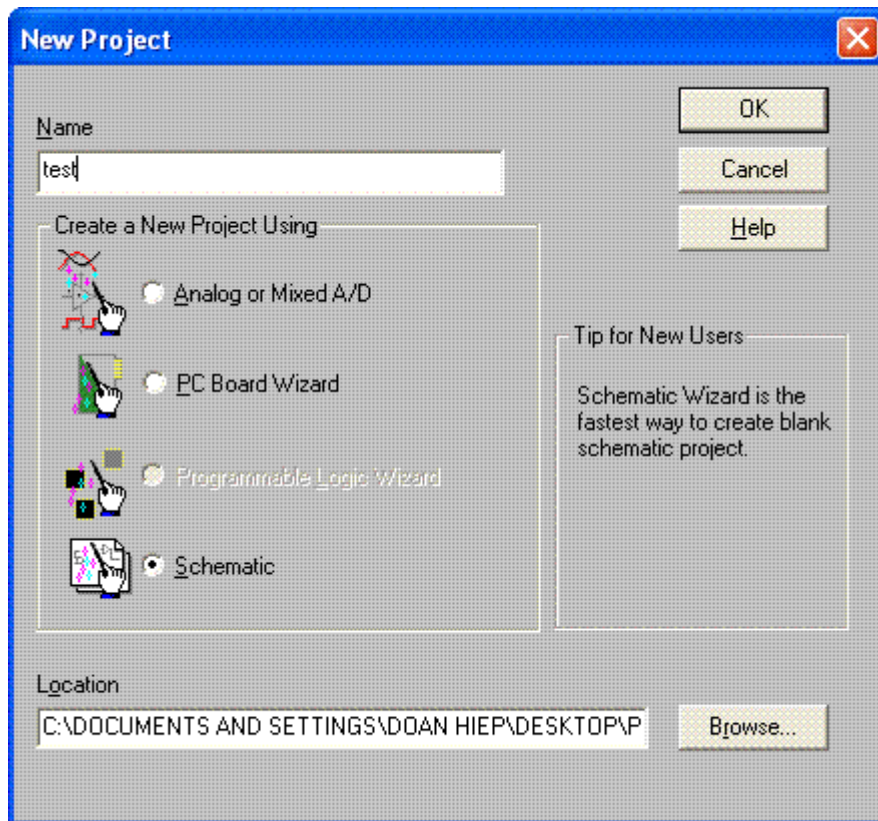 New Project
Name
test
OK
Cancel
Help
Create a New Project Using
Analog or Mixed A/D
PC Board Wizard
Programmable Logic Wizard
Schematic
Tip for New Users
Schematic Wizard is the
fastest way to create blank
schematic project.
Location
C:\DOCUMENTS AND SETTINGS\DOAN HIEP\DESKTOP\P
Browse...